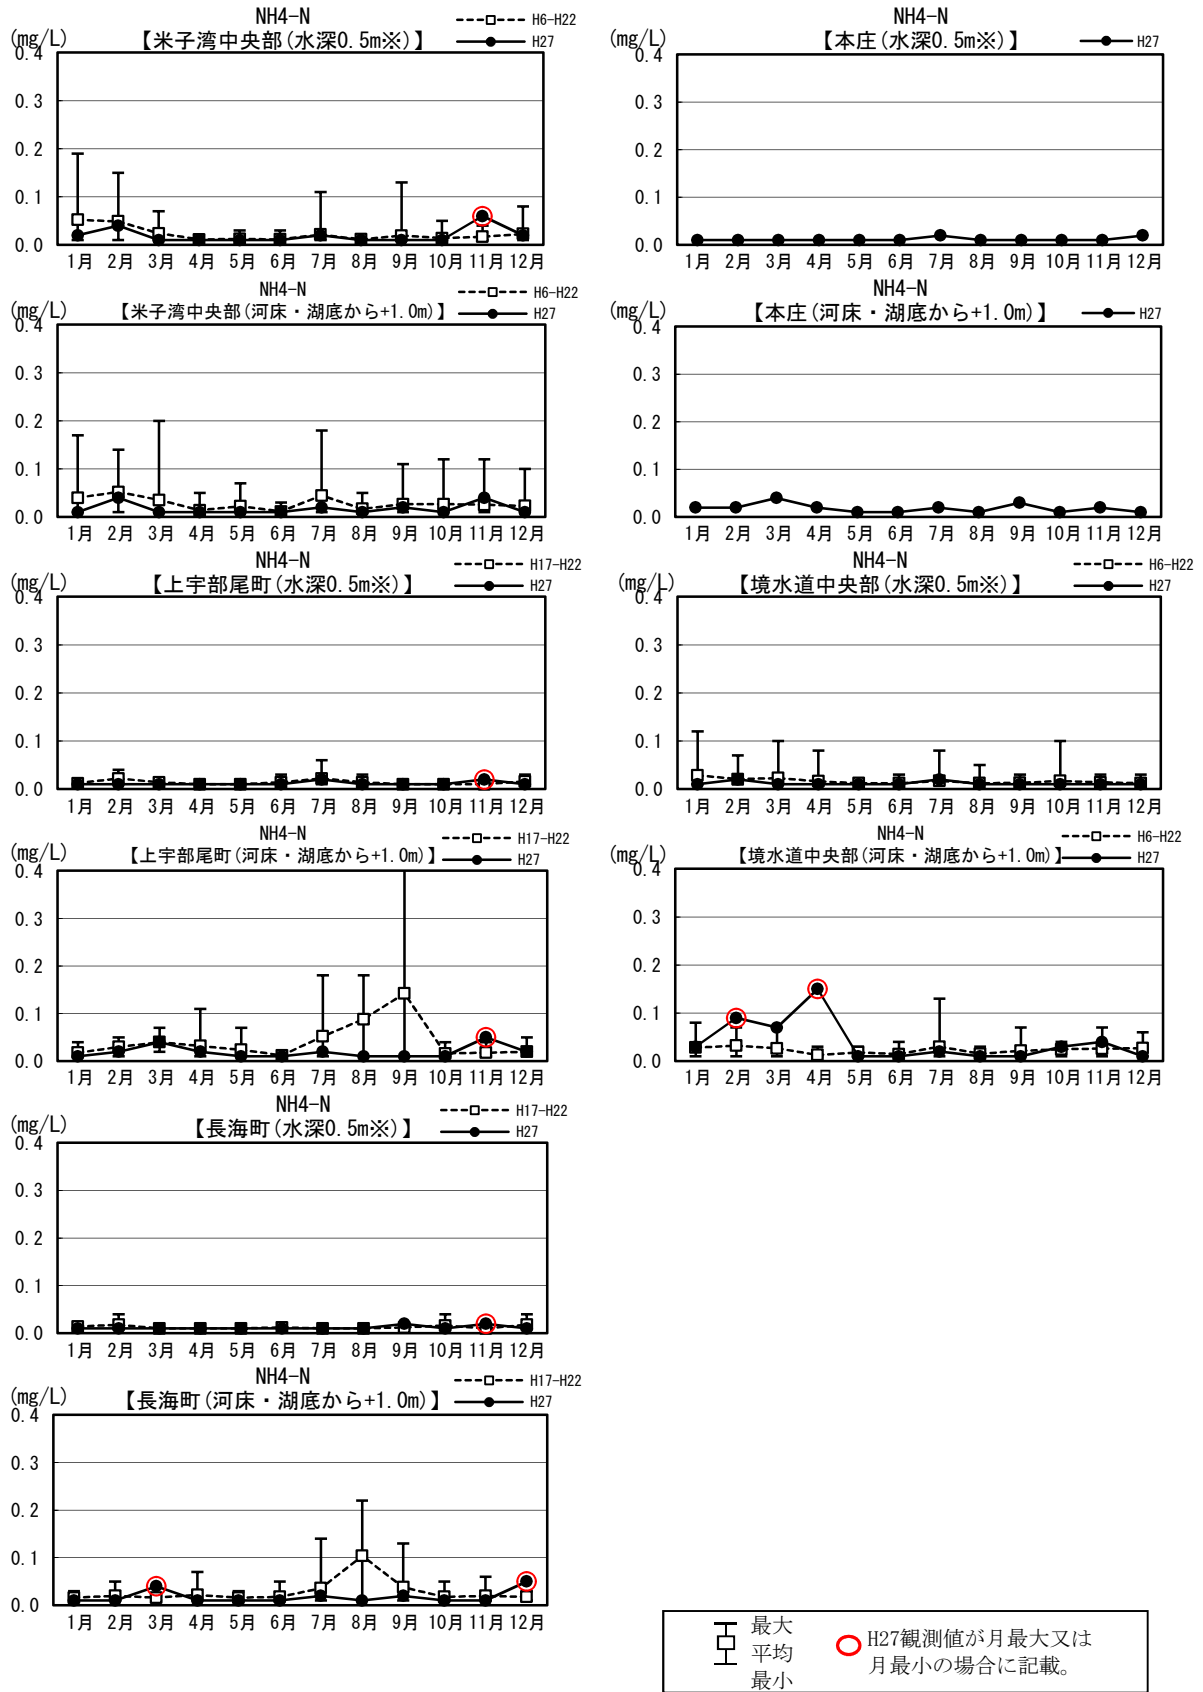 NH4-N
【米子湾中央部(水深0.5m※)】
H6-H22
H27
(mg/L)
0.4
0.3
0.2
0.1
0.0
1月 2月 3月 4月 5月 6月 7月 8月 9月 10月 11月 12月
NH4-N
【本庄(水深0.5m※)】
H27
(mg/L)
0.4
0.3
0.2
0.1
0.0
1月 2月 3月 4月 5月 6月 7月 8月 9月 10月 11月 12月
NH4-N
【米子湾中央部(河床・湖底から+1.0m)】
H6-H22
H27
(mg/L)
0.4
0.3
0.2
0.1
0.0
1月 2月 3月 4月 5月 6月 7月 8月 9月 10月 11月 12月
NH4-N
【本庄(河床・湖底から+1.0m)】
H27
(mg/L)
0.4
0.3
0.2
0.1
0.0
1月 2月 3月 4月 5月 6月 7月 8月 9月 10月 11月 12月
NH4-N
【上宇部尾町(水深0.5m※)】
H17-H22
H27
(mg/L)
0.4
0.3
0.2
0.1
0.0
1月 2月 3月 4月 5月 6月 7月 8月 9月 10月 11月 12月
NH4-N
【境水道中央部(水深0.5m※)】
H6-H22
H27
(mg/L)
0.4
0.3
0.2
0.1
0.0
1月 2月 3月 4月 5月 6月 7月 8月 9月 10月 11月 12月
NH4-N
【上宇部尾町(河床・湖底から+1.0m)】
H17-H22
H27
(mg/L)
0.4
0.3
0.2
0.1
0.0
1月 2月 3月 4月 5月 6月 7月 8月 9月 10月 11月 12月
NH4-N
【境水道中央部(河床・湖底から+1.0m)】
H6-H22
H27
(mg/L)
0.4
0.3
0.2
0.1
0.0
1月 2月 3月 4月 5月 6月 7月 8月 9月 10月 11月 12月
NH4-N
【長海町(水深0.5m※)】
H17-H22
H27
(mg/L)
0.4
0.3
0.2
0.1
0.0
1月 2月 3月 4月 5月 6月 7月 8月 9月 10月 11月 12月
NH4-N
【長海町(河床・湖底から+1.0m)】
H17-H22
H27
(mg/L)
0.4
0.3
0.2
0.1
0.0
1月 2月 3月 4月 5月 6月 7月 8月 9月 10月 11月 12月
最大
平均
最小
H27観測値が月最大又は
月最小の場合に記載。